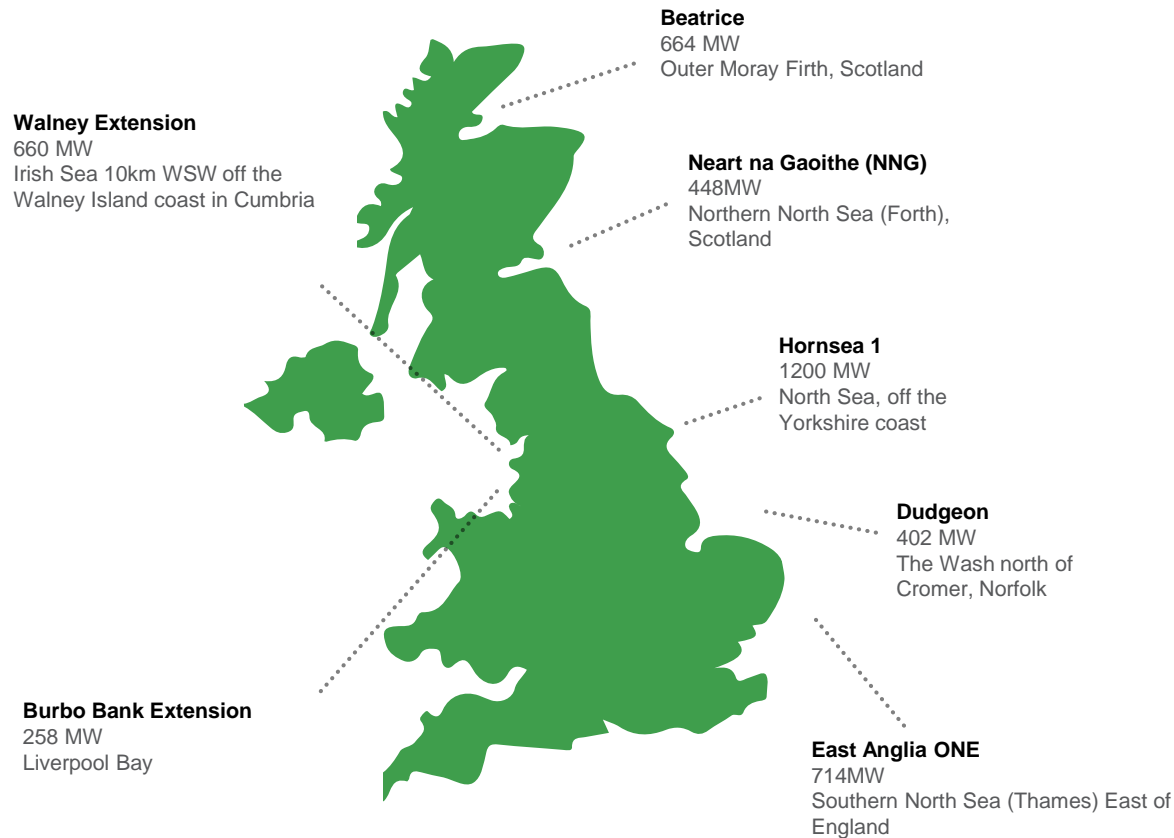 Beatrice
664 MW
Outer Moray Firth, Scotland
Walney Extension
660 MW
Irish Sea 10km WSW off the
Walney Island coast in Cumbria
Neart na Gaoithe (NNG)
448MW
Northern North Sea (Forth),
Scotland
Hornsea 1
1200 MW
North Sea, off the
Yorkshire coast
Dudgeon
402 MW
The Wash north of
Cromer, Norfolk
Burbo Bank Extension
258 MW
Liverpool Bay
East Anglia ONE
714MW
Southern North Sea (Thames) East of
England